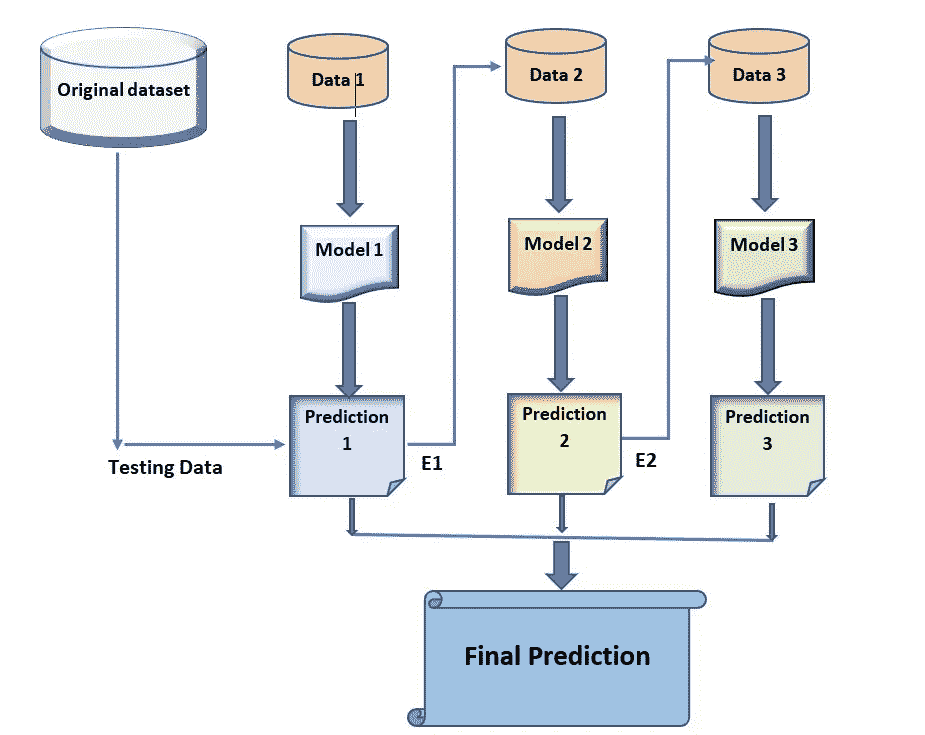 Original dataset
Data 1
Data 2
Data 3
Model 1
Model 2
Model 3
Prediction
1
Prediction
2
Prediction
3
Testing Data
E1
E2
Final Prediction